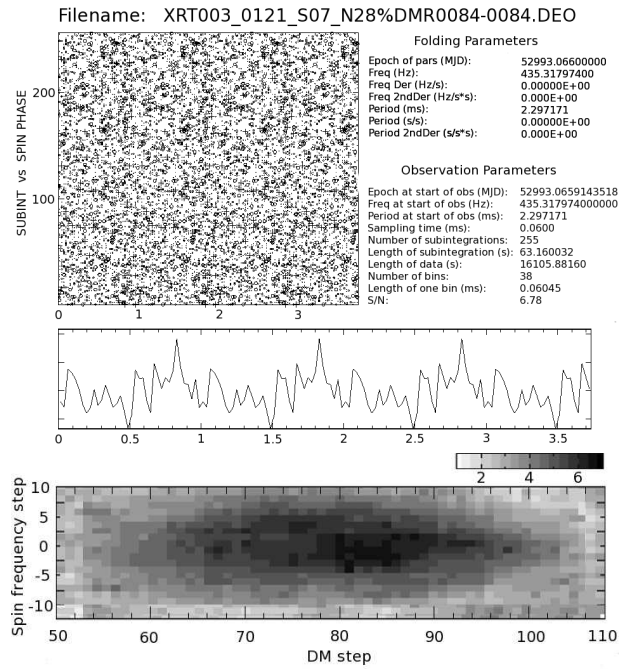 Filename: XRT003_0121_S07_N28%DMR0084-0084.DEO
Folding Parameters
Epoch of pars (MJD): 52993.06600000
Freq (Hz): 435.31797400
Freq Der (Hz/s): 0.00000E+00
Freq 2ndDer (Hz/s*s): 0.000E+00
Period (ms): 2.297171
Period (s/s): 0.00000E+00
Period 2ndDer (s/s*s): 0.000E+00
Observation Parameters
Epoch at start of obs (MJD): 52993.0659143518
Freq at start of obs (Hz): 435.317974000000
Period at start of obs (ms): 2.297171
Sampling time (ms): 0.0600
Number of subintegrations: 255
Length of subintegration (s): 63.160032
Length of data (s): 16105.88160
Number of bins: 38
Length of one bin (ms): 0.06045
S/N: 6.78
SUBINT vs SPIN PHASE
200
100
0 1 2 3
0 0.5 1 1.5 2 2.5 3 3.5
2 4 6
Spin frequency step
10
5
0
-5
-10
50 60 70 80 90 100 110
DM step